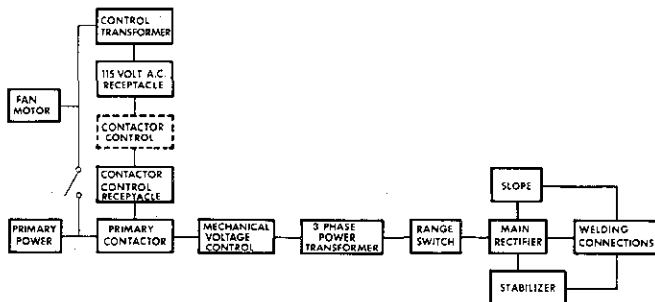 CONTROL
TRANSFORMER
115 VOLT A.C.
RECEPTACLE
FAN
MOTOR
CONTACTOR
CONTROL
CONTACTOR
CONTROL
RECEPTACLE
SLOPE
PRIMARY
POWER
PRIMARY
CONTACTOR
MECHANICAL
VOLTAGE
CONTROL
3 PHASE
POWER
TRANSFORMER
RANGE
SWITCH
MAIN
RECTIFIER
WELDING
CONNECTIONS
STABILIZER